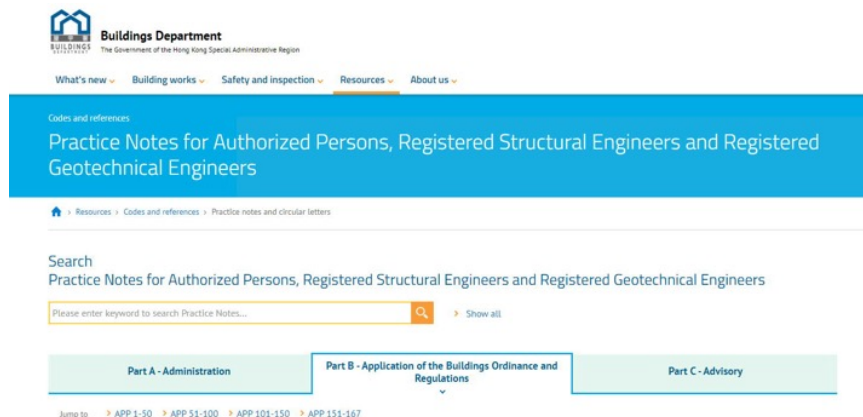 Buildings Department
The Government of the Hong Kong Special Administrative Region
BUILDINGS
DEPARTMENT
What's new
Building works
Safety and inspection
Resources
About us
Codes and references
Practice Notes for Authorized Persons, Registered Structural Engineers and Registered
Geotechnical Engineers
Resources › Codes and references › Practice notes and circular letters
Search
Practice Notes for Authorized Persons, Registered Structural Engineers and Registered Geotechnical Engineers
Please enter keyword to search Practice Notes...
› Show all
Part A - Administration
Part B - Application of the Buildings Ordinance and
Regulations
Part C - Advisory
Jump to › APP 1-50 › APP 51-100 › APP 101-150 › APP 151-167